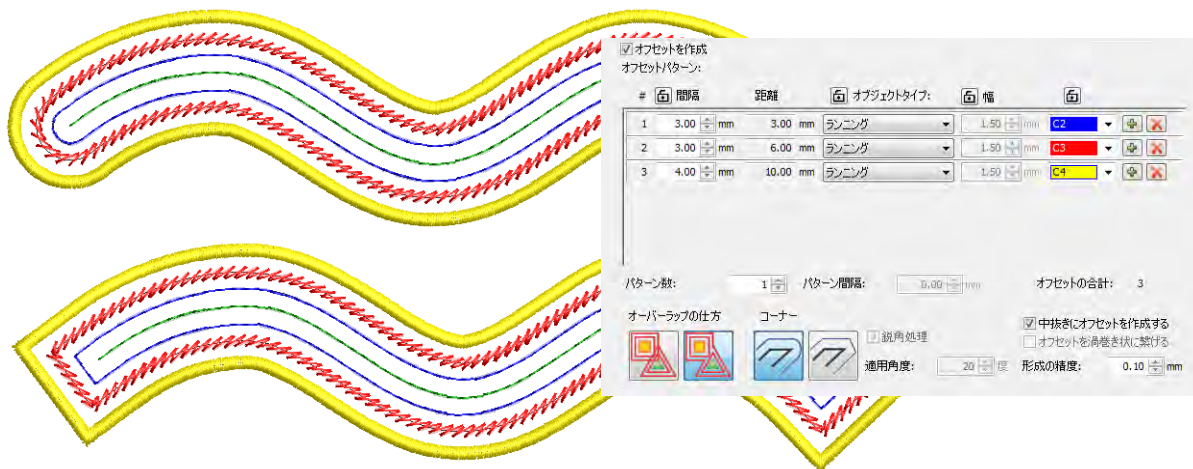 オフセットを作成
オフセットパターン:
# 間隔 距離 オブジェクトタイプ: 幅
1 3.00 mm 3.00 mm ランニング 1.50 mm C2
2 3.00 mm 6.00 mm ランニング 1.50 mm C3
3 4.00 mm 10.00 mm ランニング 1.50 mm C4
パターン数: 1 パターン間隔: 0.00 mm オフセットの合計: 3
オーバーラップの仕方 コーナー 中抜きにオフセットを作成する
鋭角処理 オフセットを渦巻き状に繋げる
適用角度: 20 度 形成の精度: 0.10 mm